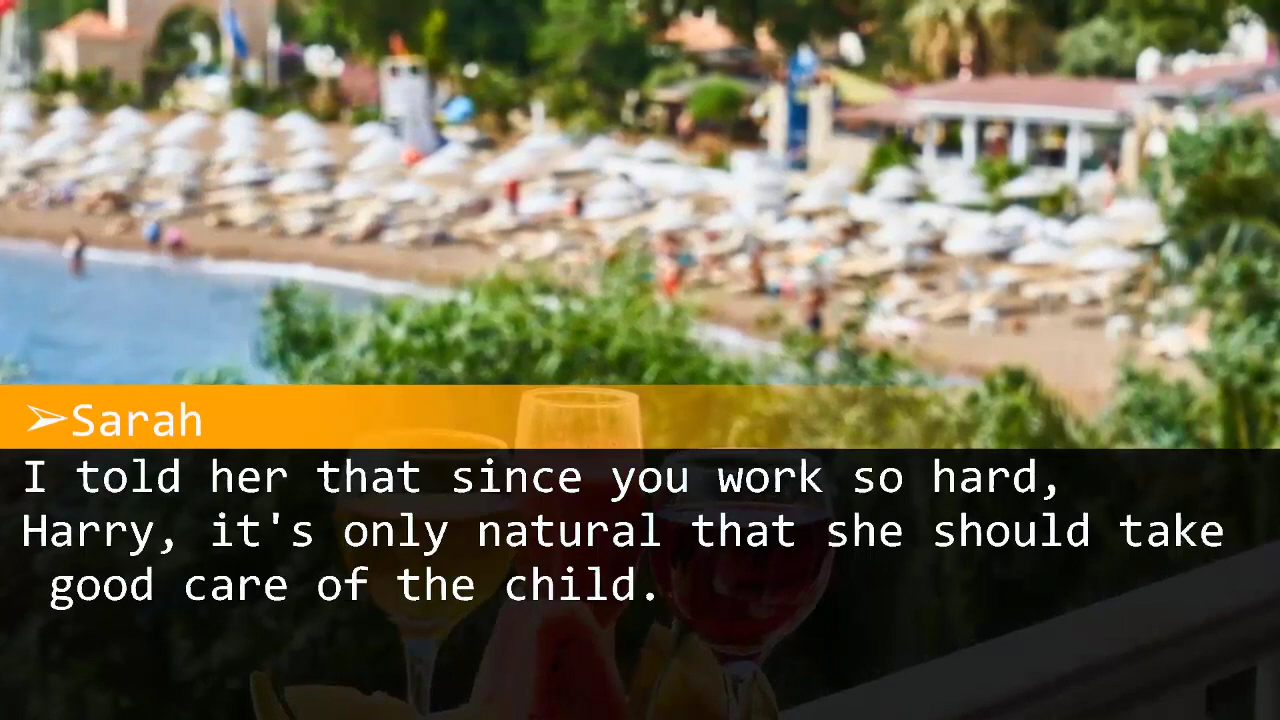 ➢Sarah
I told her that since you work so hard,
Harry, it's only natural that she should take
good care of the child.